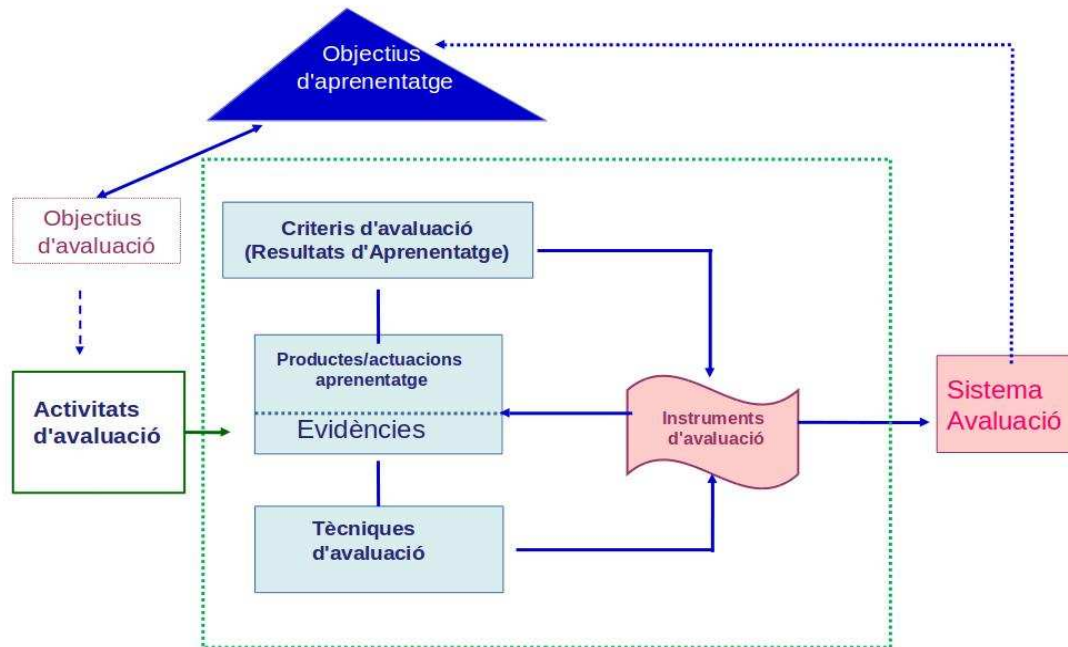 Objectius
d'aprenentatge
Objectius
d'avaluació
Criteris d'avaluació
(Resultats d'Aprenentatge)
Productes/actuacions
aprenentatge
Evidències
Activitats
d'avaluació
Instruments
d'avaluació
Sistema
Avaluació
Tècniques
d'avaluació